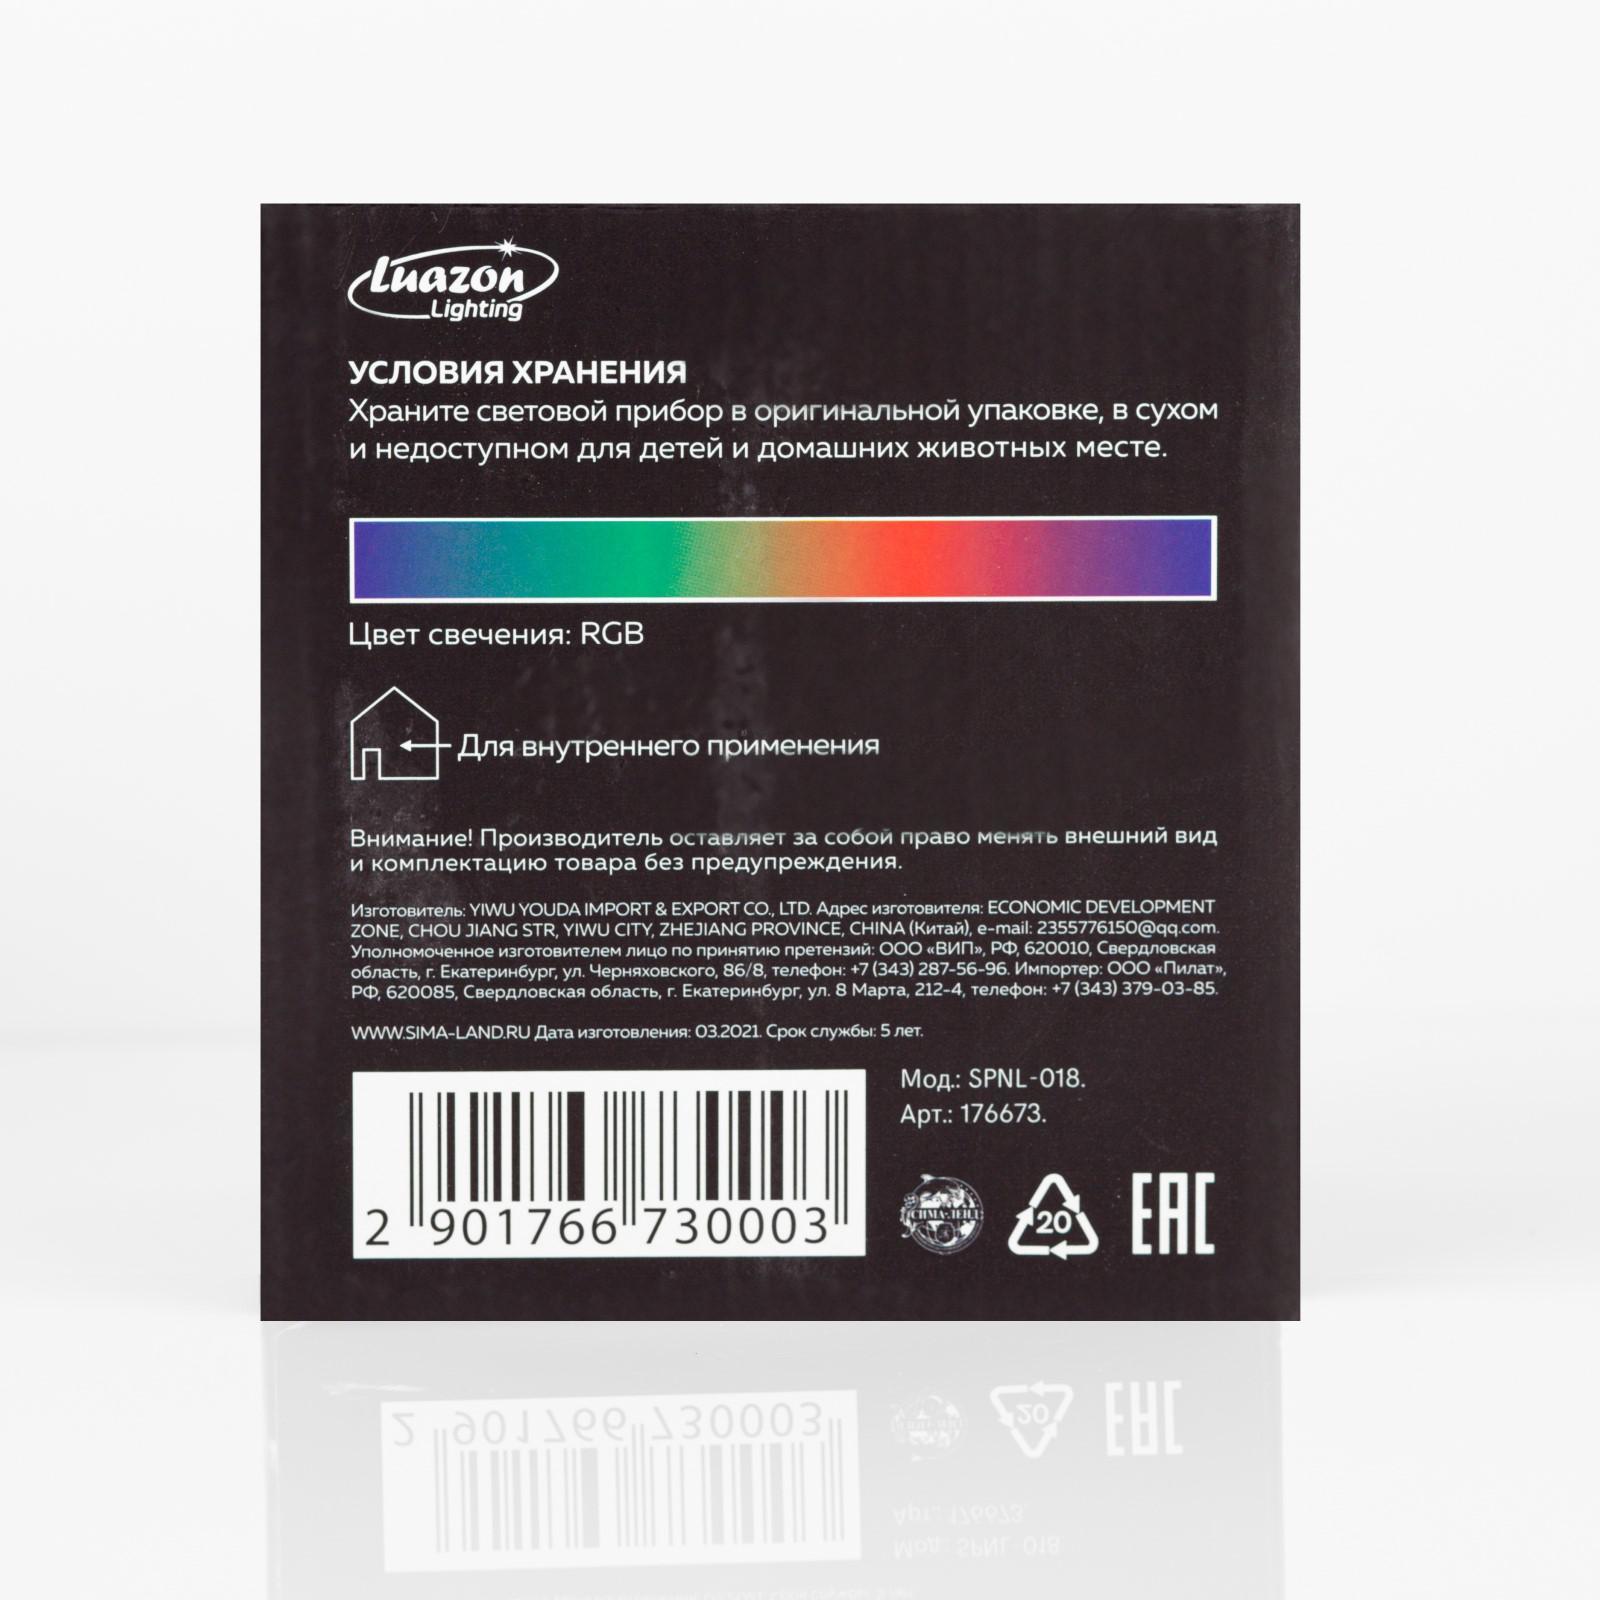 Luazon
Lighting
УСЛОВИЯ ХРАНЕНИЯ
Храните световой прибор в оригинальной упаковке, в сухом
и недоступном для детей и домашних животных месте.
Цвет свечения: RGB
Для внутреннего применения
Внимание! Производитель оставляет за собой право менять внешний вид
и комплектацию товара без предупреждения.
Изготовитель: YIWU YOUDA IMPORT & EXPORT CO., LTD. Адрес изготовителя: ECONOMIC DEVELOPMENT
ZONE, CHOU JIANG STR, YIWU CITY, ZHEJIANG PROVINCE, CHINA (Китай), e-mail: 2355776150@qq.com.
Уполномоченное изготовителем лицо по принятию претензий: ООО «ВИП», РФ, 620010, Свердловская
область, г. Екатеринбург, ул. Черняховского, 86/8, телефон: +7 (343) 287-56-96. Импортер: ООО «Пилат»,
РФ, 620085, Свердловская область, г. Екатеринбург, ул. 8 Марта, 212-4, телефон: +7 (343) 379-03-85.
WWW.SIMA-LAND.RU Дата изготовления: 03.2021. Срок службы: 5 лет.
Мод.: SPNL-018.
Арт.: 176673.
2 901766 730003
СИМА-ЛЕНД
20
EAC